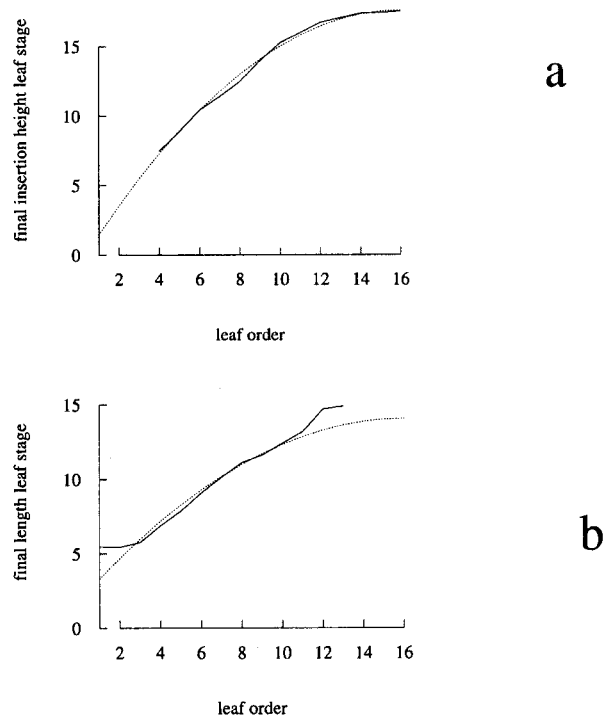 final insertion height leaf stage
15
10
5
0
2 4 6 8 10 12 14 16
leaf order
a
final length leaf stage
15
10
5
0
2 4 6 8 10 12 14 16
leaf order
b